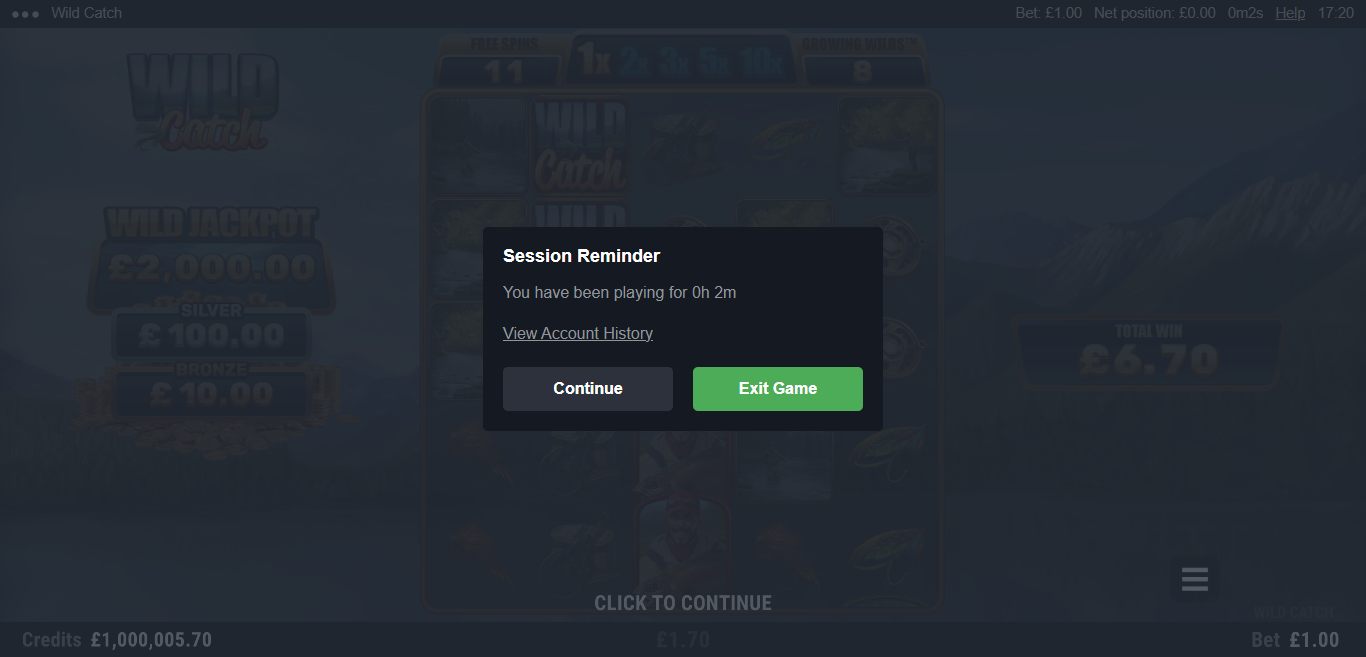 Wild Catch
Bet: £1.00 Net position: £0.00 0m2s Help 17:20
FREE SPINS
11
1x 2x 3x 5x 10x
GROWING WILDS™
8
WILD
Catch
WILD
Catch
WILD
WILD JACKPOT
£2,000.00
SILVER
£100.00
BRONZE
£10.00
Session Reminder
You have been playing for 0h 2m
View Account History
Continue
Exit Game
TOTAL WIN
£6.70
CLICK TO CONTINUE
WILD CATCH
Credits £1,000,005.70
£1.70
Bet £1.00